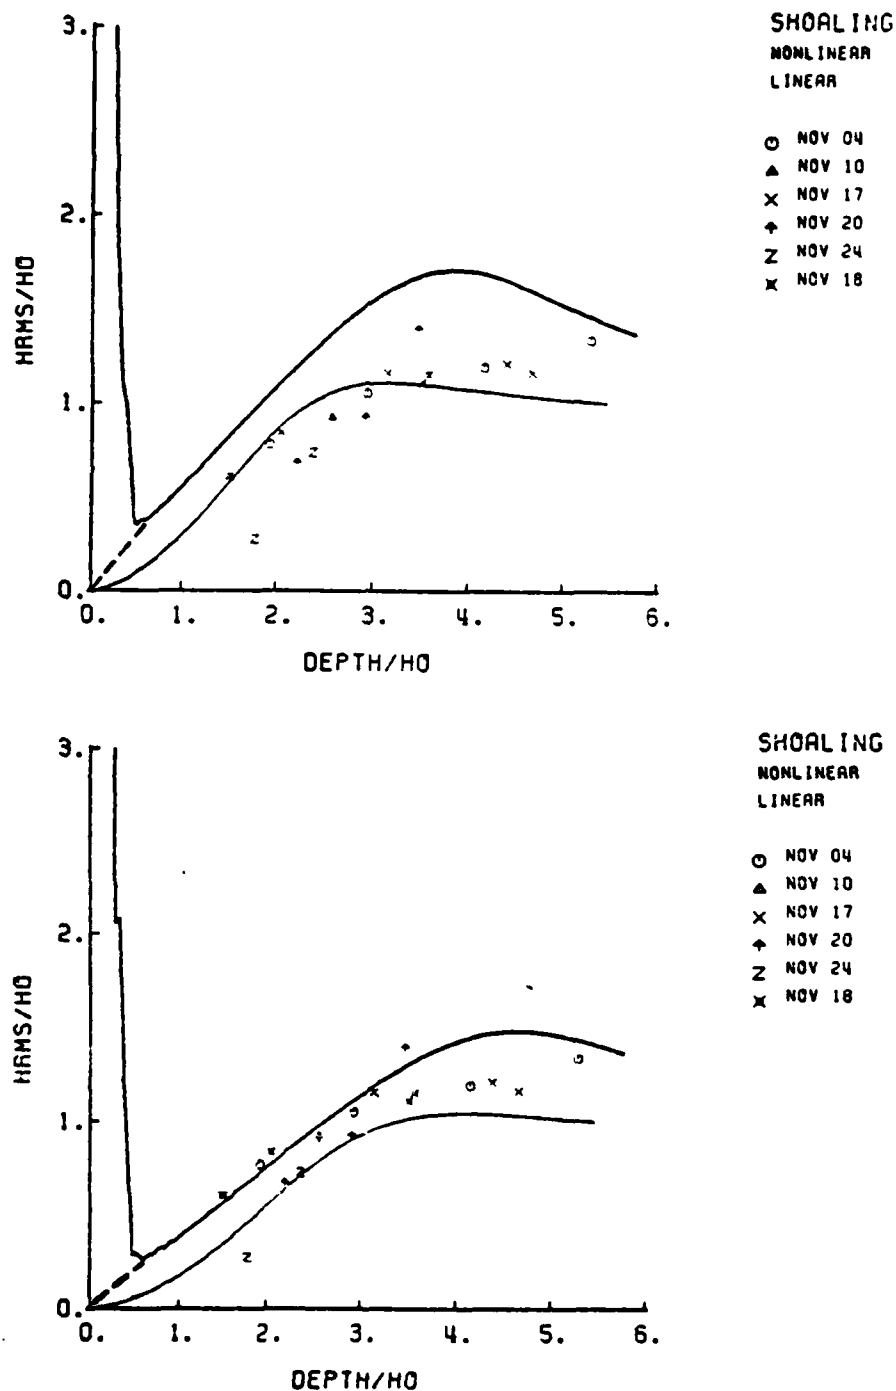 SHOALING
NONLINEAR
LINEAR
NOV 04
NOV 10
NOV 17
NOV 20
NOV 24
NOV 18
3.
2.
1.
0.
HRMS/HO
0. 1. 2. 3. 4. 5. 6.
DEPTH/HO
SHOALING
NONLINEAR
LINEAR
NOV 04
NOV 10
NOV 17
NOV 20
NOV 24
NOV 18
3.
2.
1.
0.
HRMS/HO
0. 1. 2. 3. 4. 5. 6.
DEPTH/HO